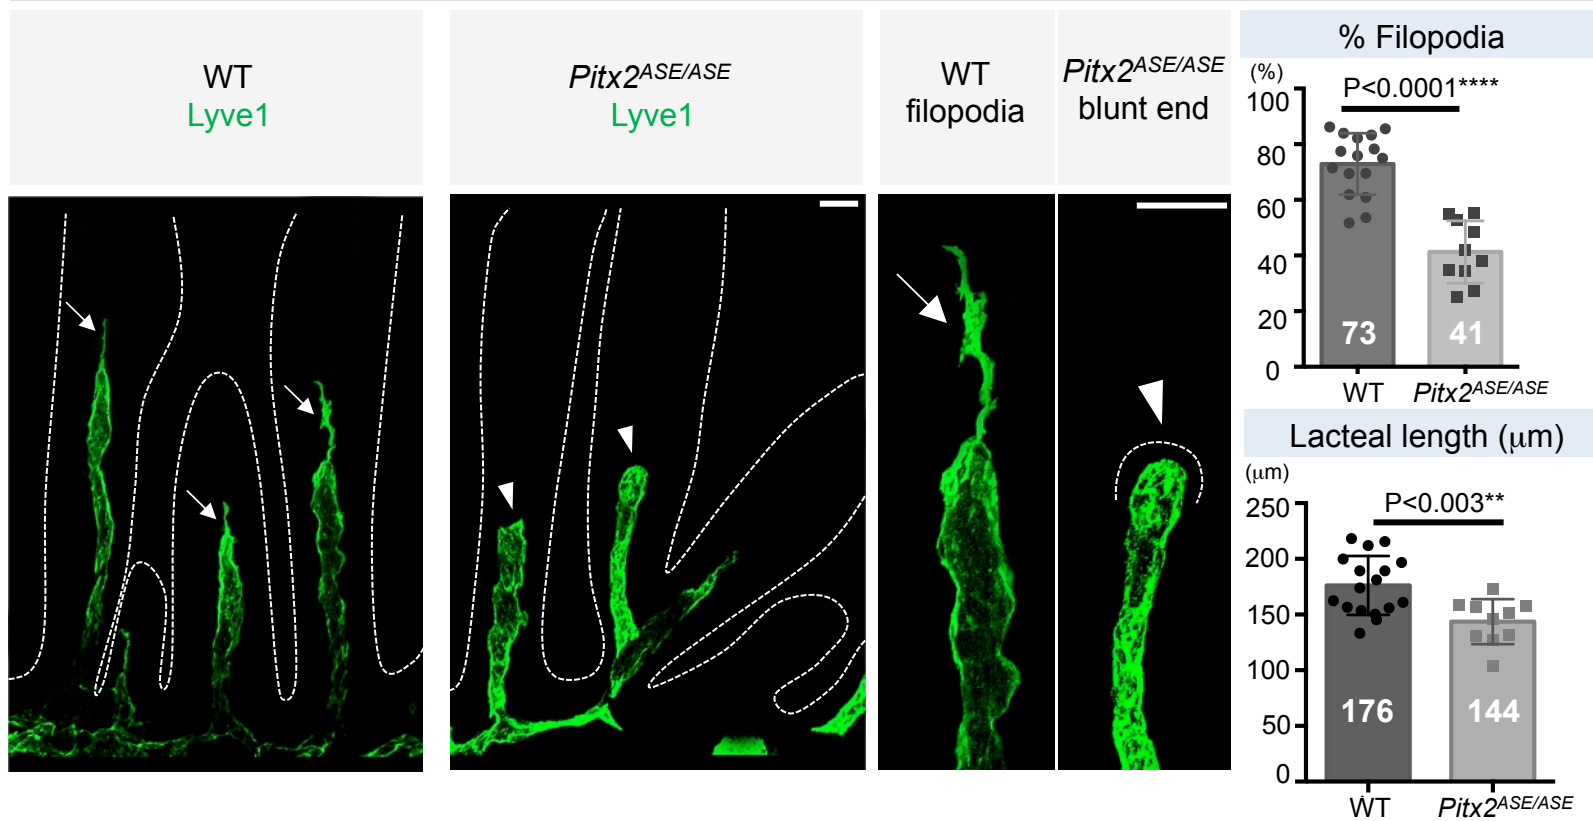 WT
Lyve1
Pitx2ASE/ASE
Lyve1
WT
filopodia
Pitx2ASE/ASE
blunt end
% Filopodia
(%)
P<0.0001****
100
80
60
40
20
0
73
41
WT
Pitx2ASE/ASE
Lacteal length (μm)
(μm)
P<0.003**
250
200
150
100
50
0
176
144
WT
Pitx2ASE/ASE